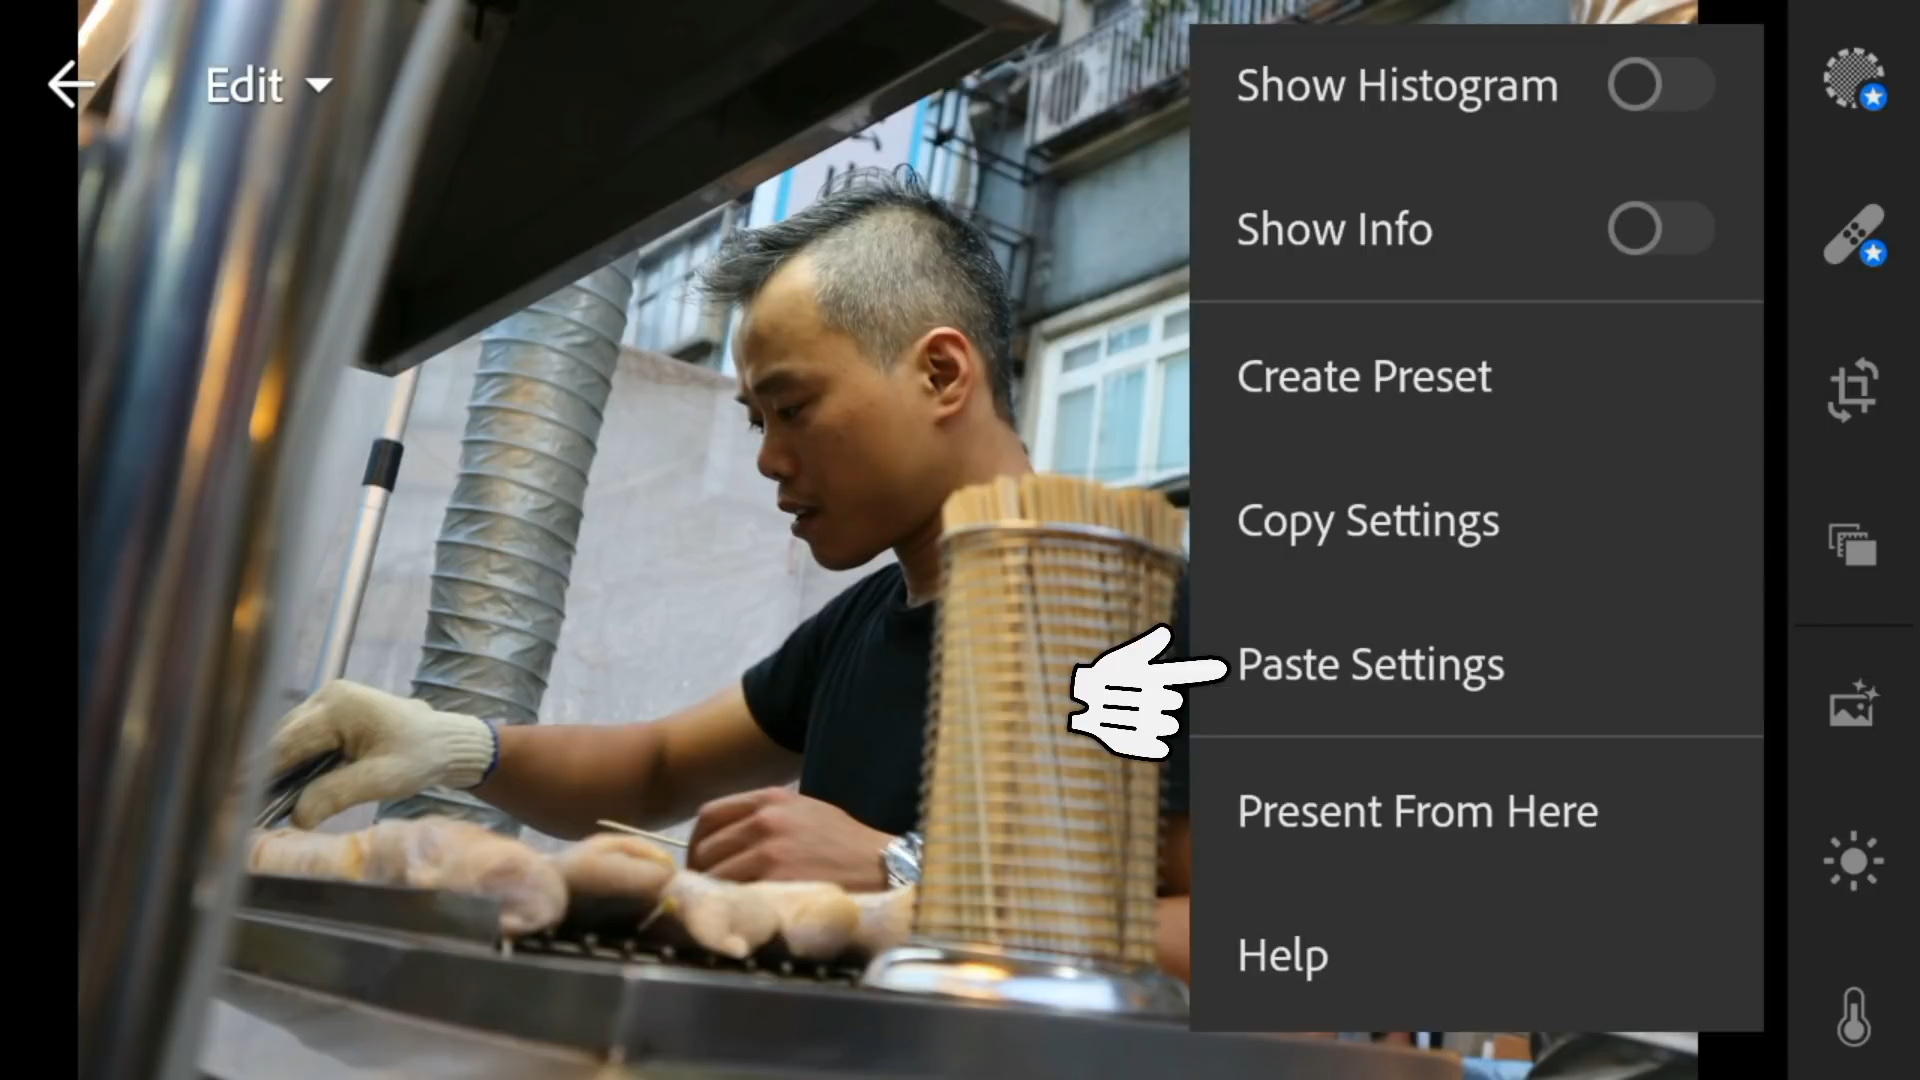 Edit
Show Histogram
Show Info
Create Preset
Copy Settings
Paste Settings
Present From Here
Help